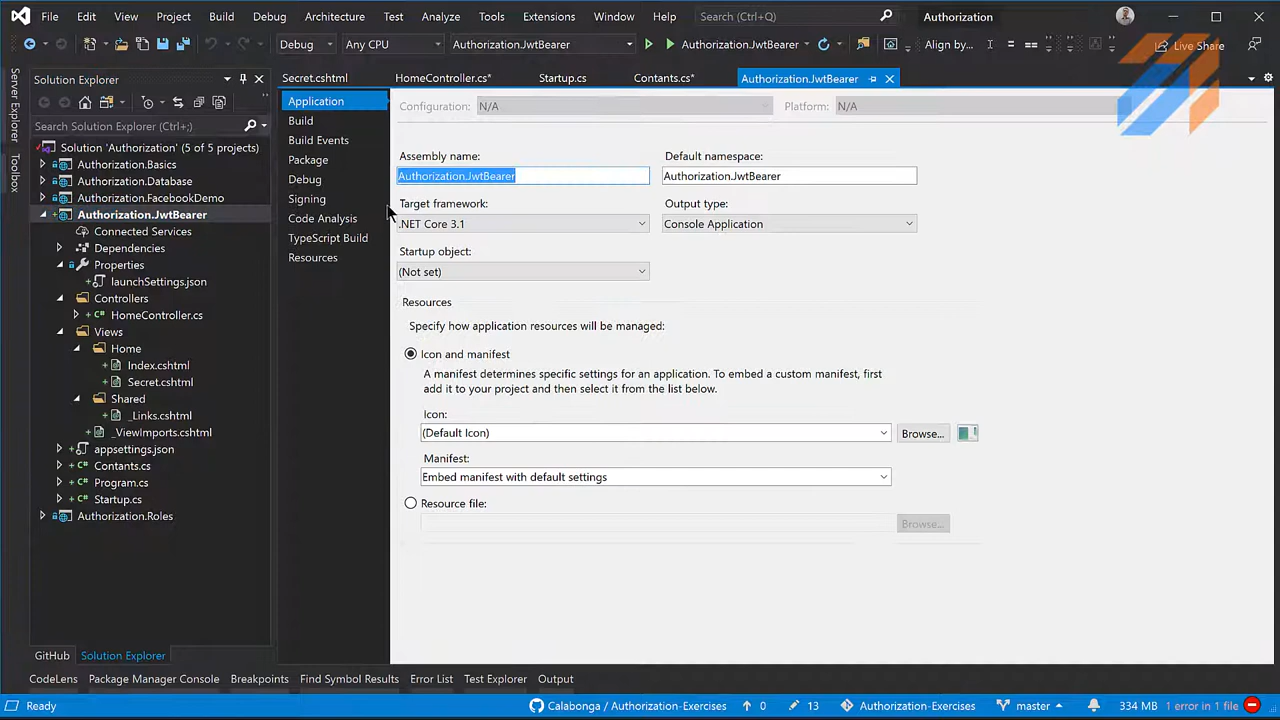 File Edit View Project Build Debug Architecture Test Analyze Tools Extensions Window Help Search (Ctrl+Q) Authorization
Debug Any CPU Authorization.JwtBearer Authorization.JwtBearer Align by... Live Share
Server Explorer
Toolbox
Solution Explorer
Search Solution Explorer (Ctrl+;)
Solution 'Authorization' (5 of 5 projects)
Authorization.Basics
Authorization.Database
Authorization.FacebookDemo
Authorization.JwtBearer
Connected Services
Dependencies
Properties
launchSettings.json
Controllers
HomeController.cs
Views
Home
Index.cshtml
Secret.cshtml
Shared
_Links.cshtml
_ViewImports.cshtml
appsettings.json
Contants.cs
Program.cs
Startup.cs
Authorization.Roles
GitHub Solution Explorer
Secret.cshtml HomeController.cs* Startup.cs Contants.cs* Authorization.JwtBearer
Application
Build
Build Events
Package
Debug
Signing
Code Analysis
TypeScript Build
Resources
Configuration: N/A Platform: N/A
Assembly name: Default namespace:
Authorization.JwtBearer Authorization.JwtBearer
Target framework: Output type:
.NET Core 3.1 Console Application
Startup object:
(Not set)
Resources
Specify how application resources will be managed:
Icon and manifest
A manifest determines specific settings for an application. To embed a custom manifest, first
add it to your project and then select it from the list below.
Icon:
(Default Icon) Browse...
Manifest:
Embed manifest with default settings
Resource file:
Browse...
CodeLens Package Manager Console Breakpoints Find Symbol Results Error List Test Explorer Output
Ready Calabonga / Authorization-Exercises 0 13 Authorization-Exercises master 334 MB 1 error in 1 file